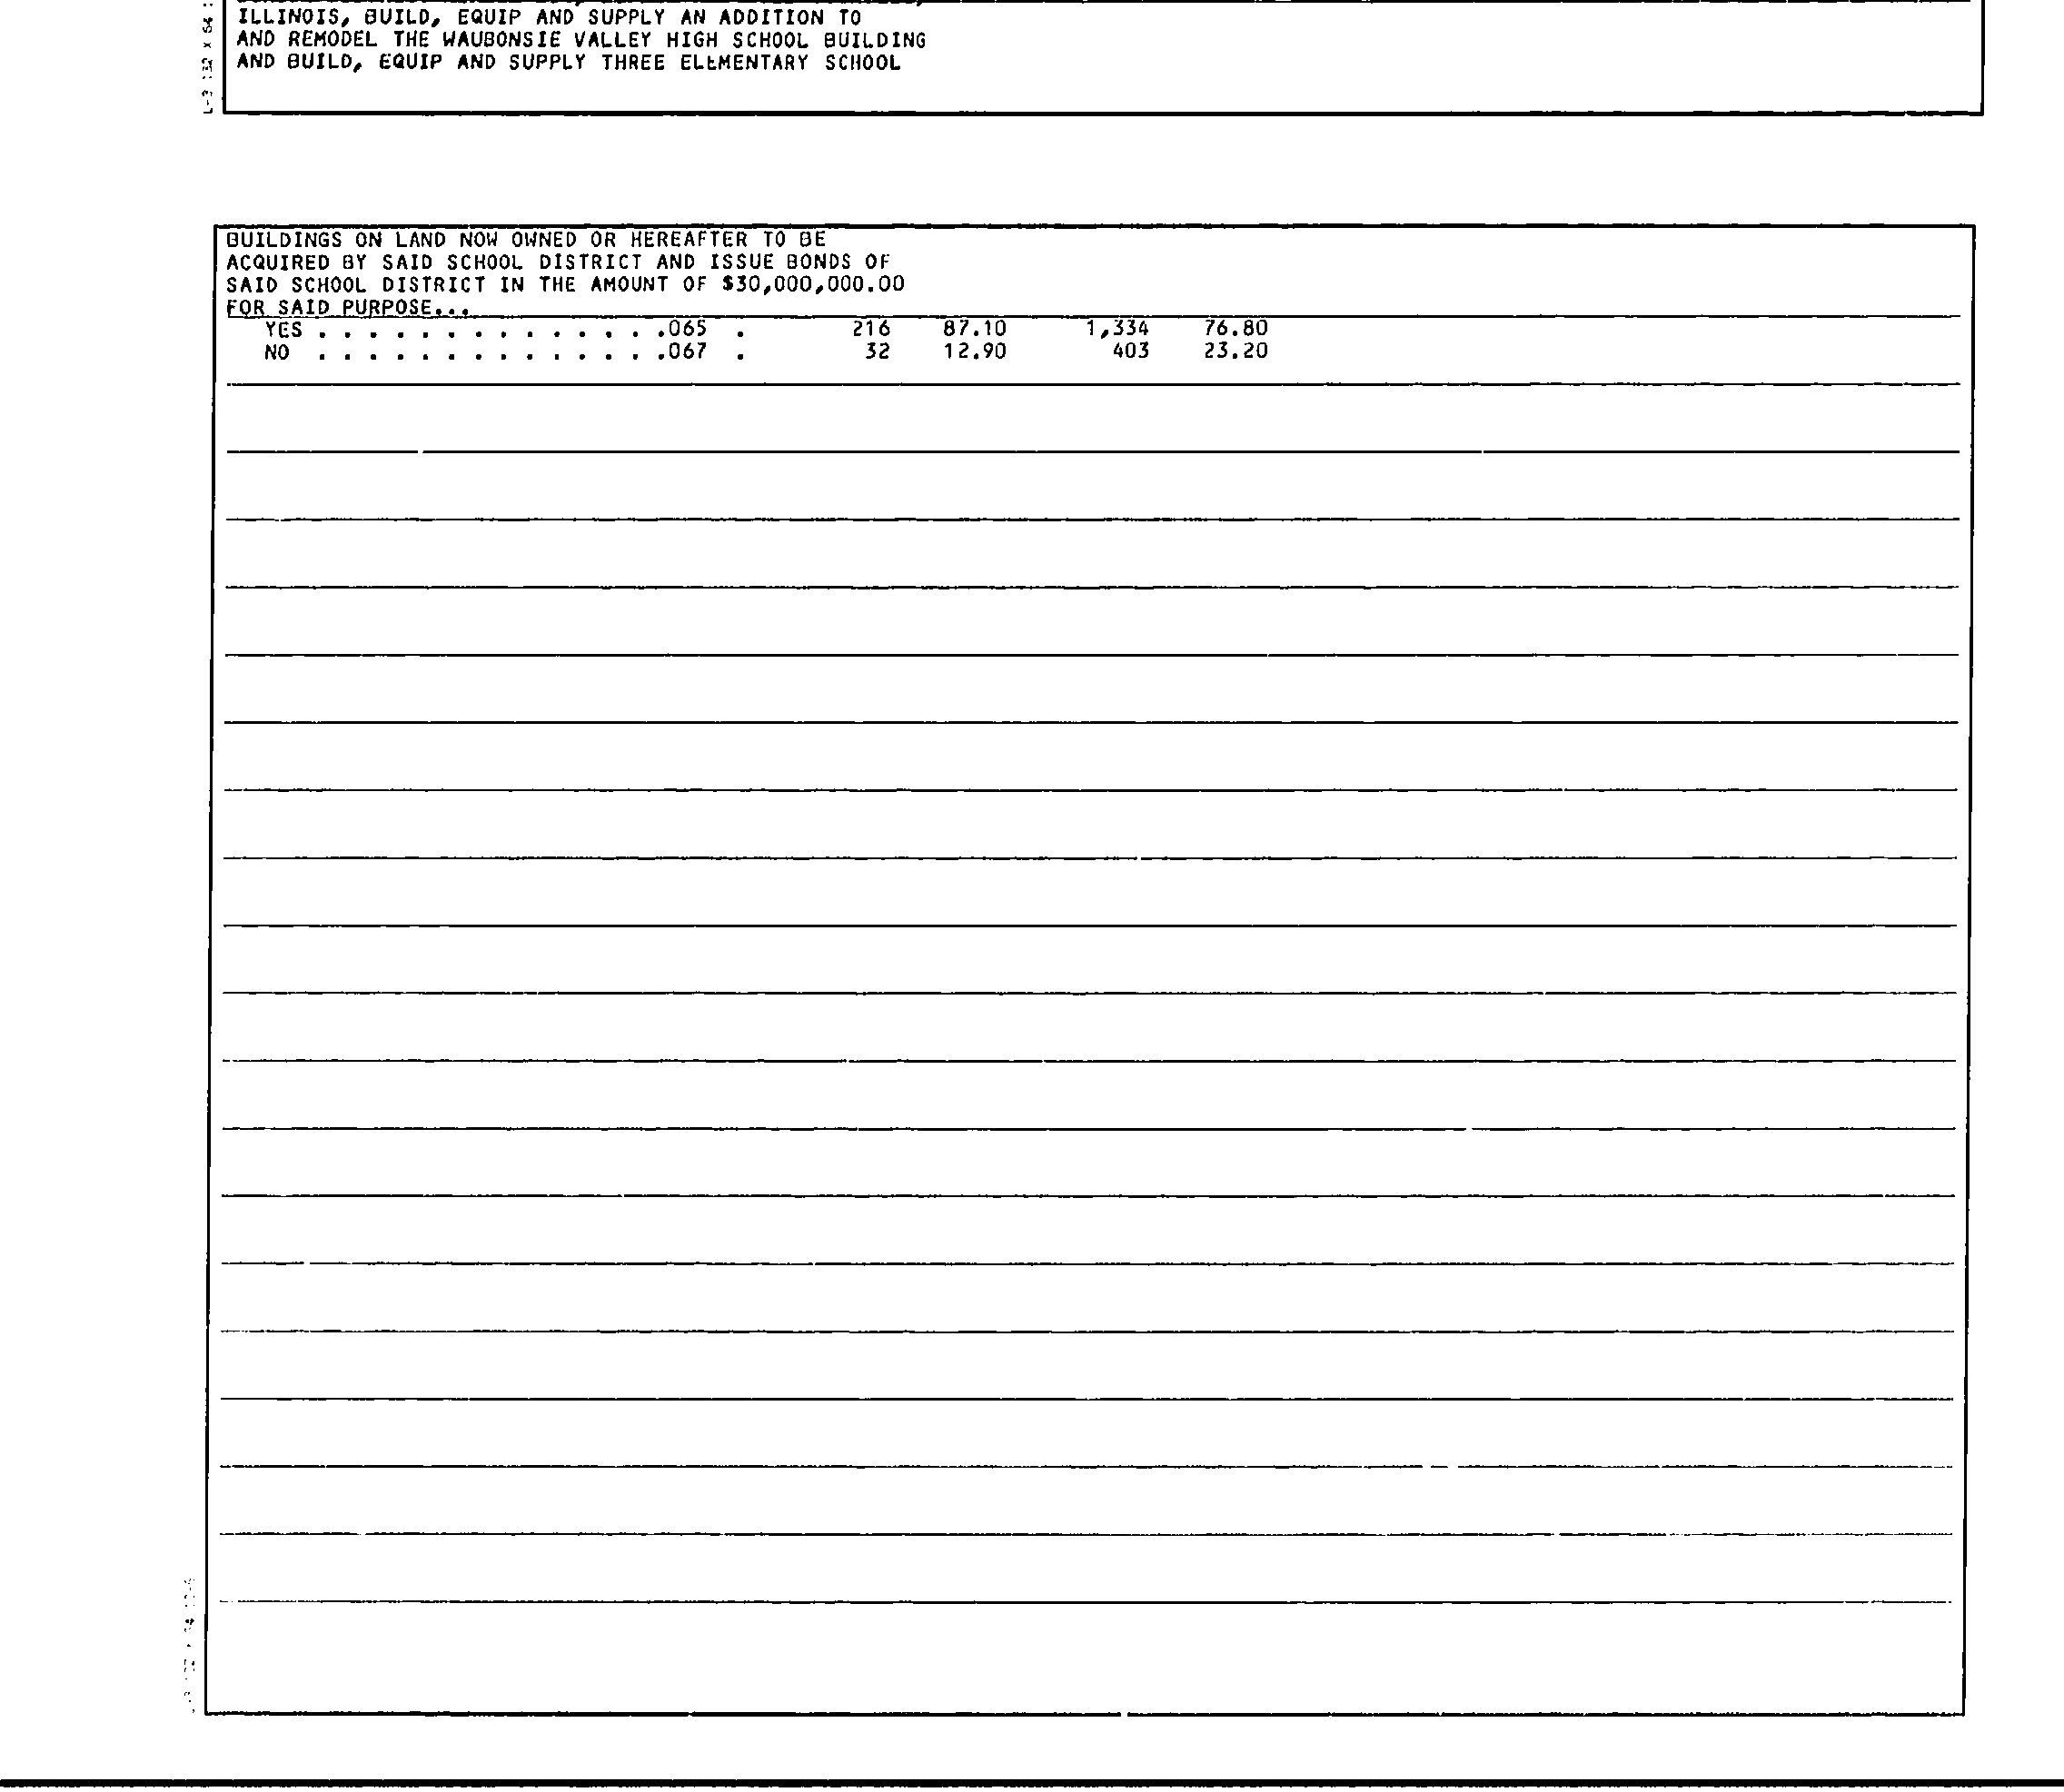 ILLINOIS, BUILD, EQUIP AND SUPPLY AN ADDITION TO
AND REMODEL THE WAUBONSIE VALLEY HIGH SCHOOL BUILDING
AND BUILD, EQUIP AND SUPPLY THREE ELEMENTARY SCHOOL
BUILDINGS ON LAND NOW OWNED OR HEREAFTER TO BE
ACQUIRED BY SAID SCHOOL DISTRICT AND ISSUE BONDS OF
SAID SCHOOL DISTRICT IN THE AMOUNT OF $30,000,000.00
FOR SAID PURPOSE...
YES . . . . . . . . . . . . . .065 . 216 87.10 1,334 76.80
NO . . . . . . . . . . . . . .067 . 32 12.90 403 23.20